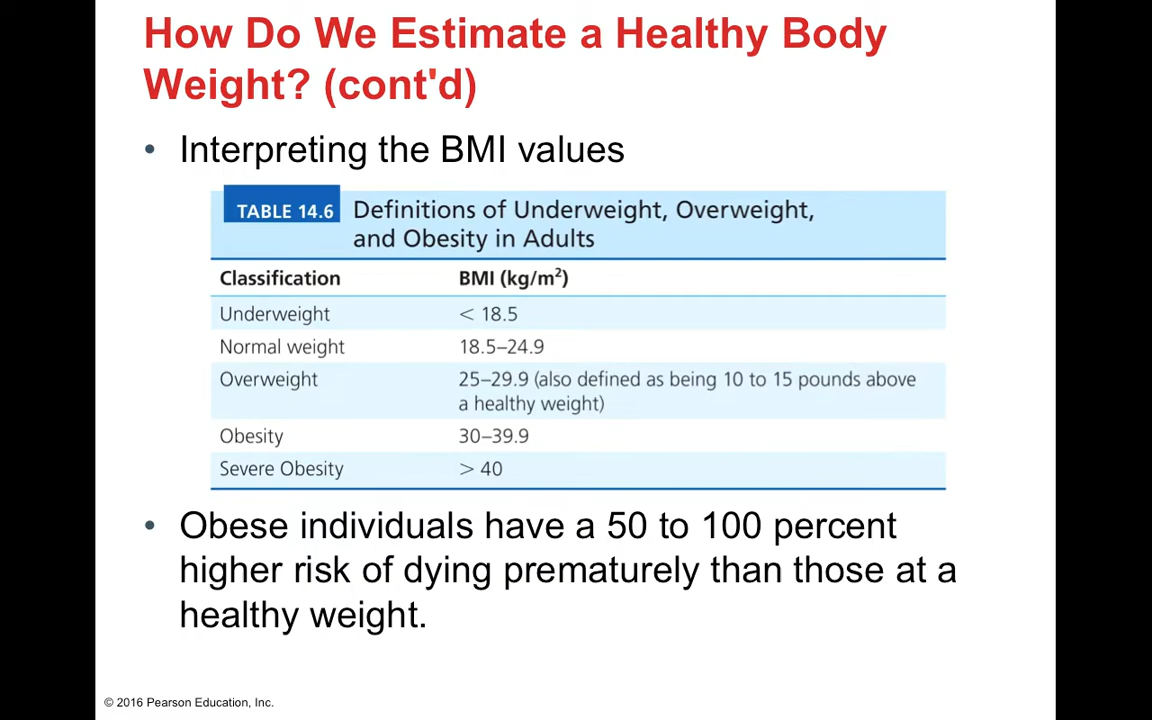 How Do We Estimate a Healthy Body
Weight? (cont'd)
• Interpreting the BMI values
TABLE 14.6 Definitions of Underweight, Overweight,
and Obesity in Adults
Classification BMI (kg/m²)
Underweight < 18.5
Normal weight 18.5–24.9
Overweight 25–29.9 (also defined as being 10 to 15 pounds above
a healthy weight)
Obesity 30–39.9
Severe Obesity > 40
• Obese individuals have a 50 to 100 percent
higher risk of dying prematurely than those at a
healthy weight.
© 2016 Pearson Education, Inc.